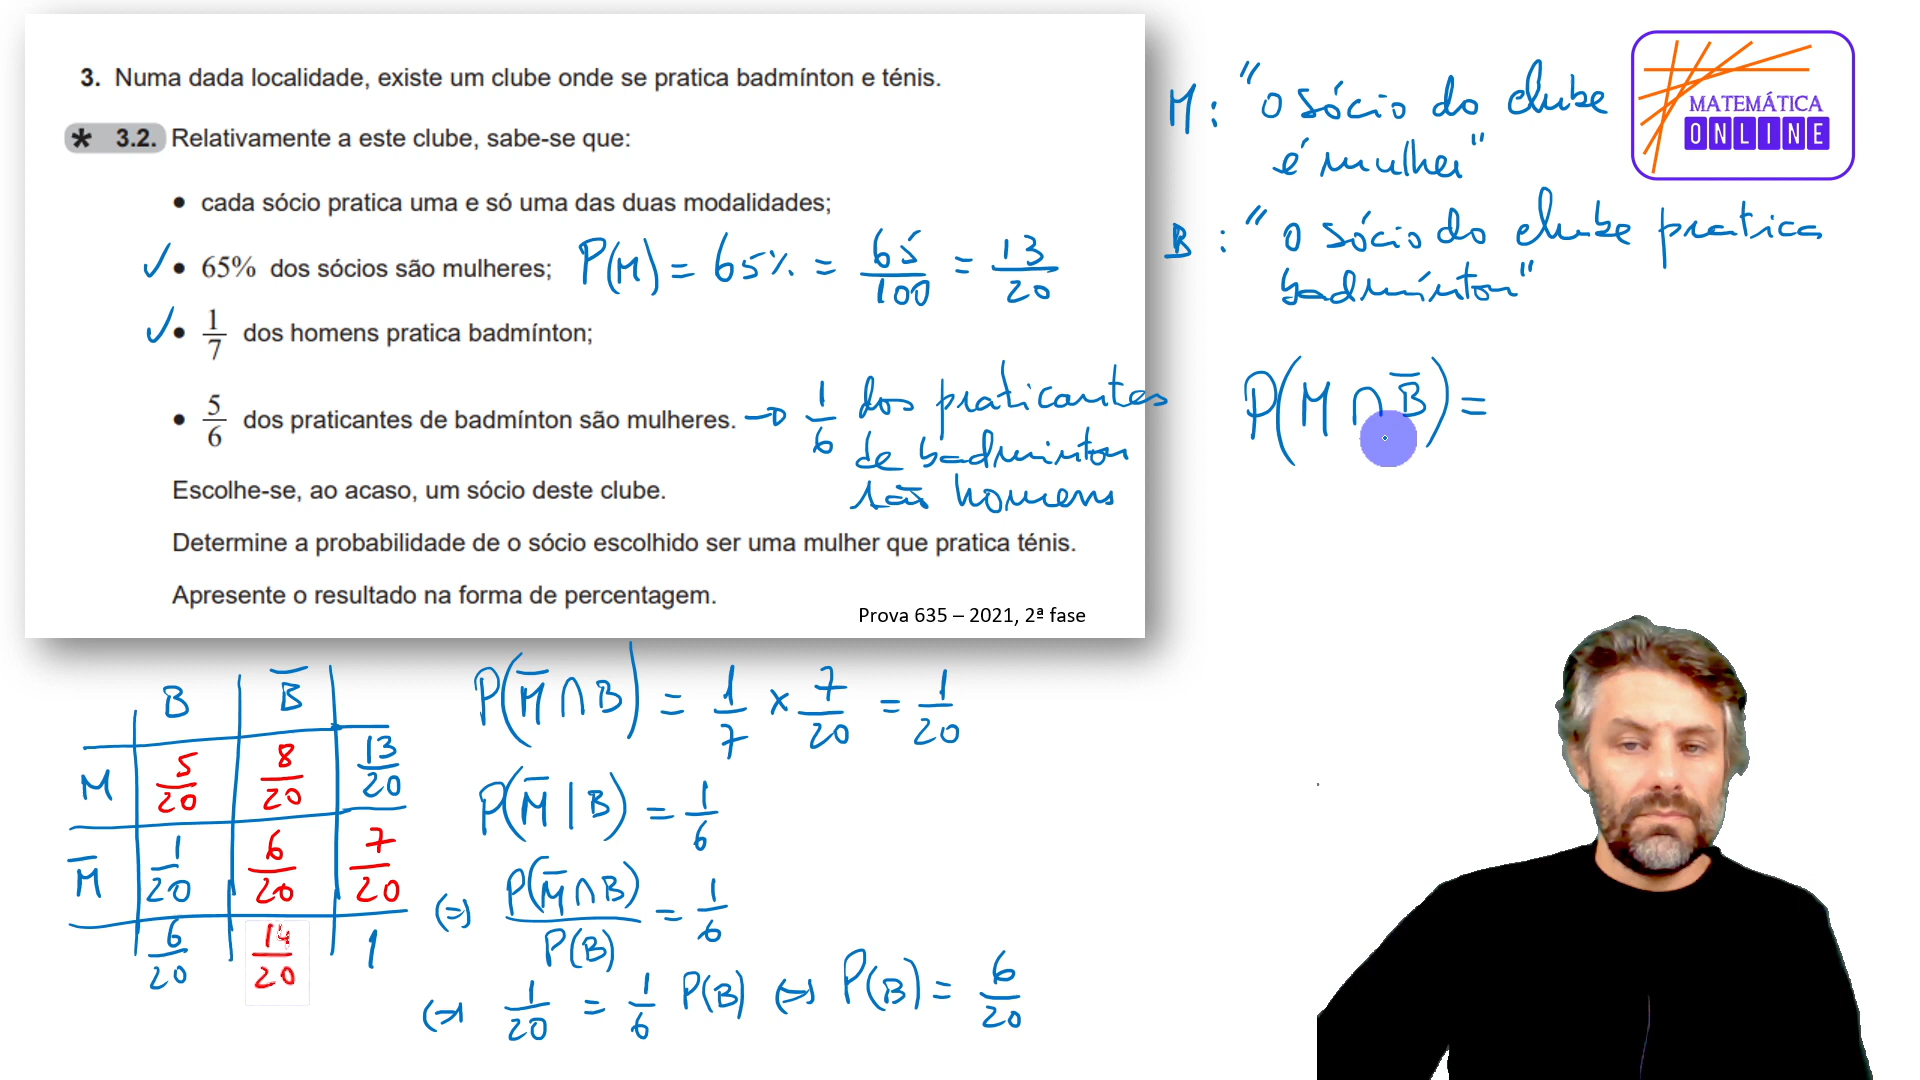 3. Numa dada localidade, existe um clube onde se pratica badmínton e ténis.
* 3.2. Relativamente a este clube, sabe-se que:
• cada sócio pratica uma e só uma das duas modalidades;
✓ • 65% dos sócios são mulheres; P(M) = 65% = 65/100 = 13/20
✓ • 1/7 dos homens pratica badmínton;
• 5/6 dos praticantes de badmínton são mulheres. → 1/6 dos praticantes
de badminton
são homens
Escolhe-se, ao acaso, um sócio deste clube.
Determine a probabilidade de o sócio escolhido ser uma mulher que pratica ténis.
Apresente o resultado na forma de percentagem.
Prova 635 – 2021, 2ª fase
M: "o sócio do clube
é mulher"
B: "o sócio do clube pratica
badmínton"
P(M ∩ B̅) =
MATEMÁTICA
ONLINE
B B̅
M 5/20 8/20 13/20
M̅ 1/20 6/20 7/20
6/20 14/20 1
P(M̅ ∩ B) = 1/7 × 7/20 = 1/20
P(M̅ | B) = 1/6
(=) P(M̅ ∩ B)/P(B) = 1/6
(=) 1/20 = 1/6 P(B) (=) P(B) = 6/20